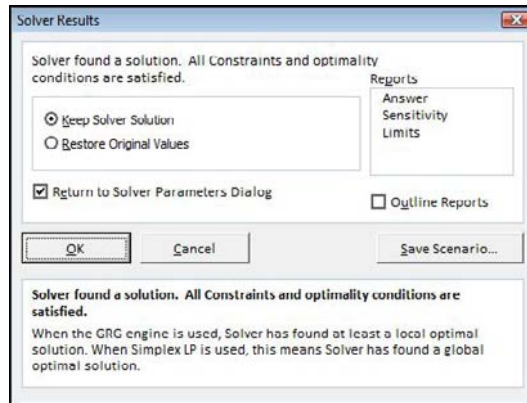 Solver Results
Solver found a solution. All Constraints and optimality
conditions are satisfied.
Reports
Answer
Sensitivity
Limits
Keep Solver Solution
Restore Original Values
Return to Solver Parameters Dialog
Outline Reports
OK
Cancel
Save Scenario...
Solver found a solution. All Constraints and optimality conditions are
satisfied.
When the GRG engine is used, Solver has found at least a local optimal
solution. When Simplex LP is used, this means Solver has found a global
optimal solution.